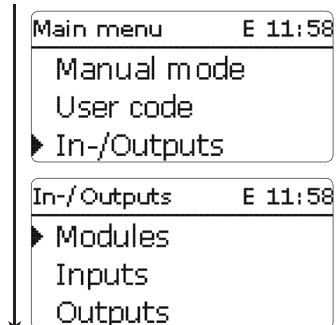 Main menu E 11:58
Manual mode
User code
In-/Outputs
In-/Outputs E 11:58
Modules
Inputs
Outputs